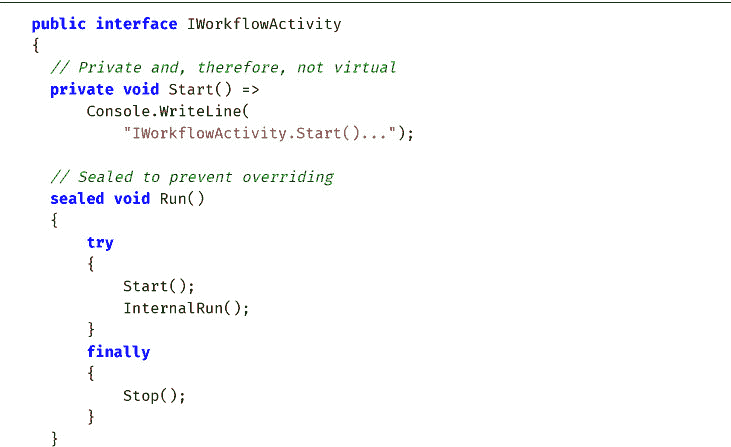 public interface IWorkflowActivity
{
  // Private and, therefore, not virtual
  private void Start() =>
      Console.WriteLine(
          "IWorkflowActivity.Start()...");

  // Sealed to prevent overriding
  sealed void Run()
  {
      try
      {
          Start();
          InternalRun();
      }
      finally
      {
          Stop();
      }
  }